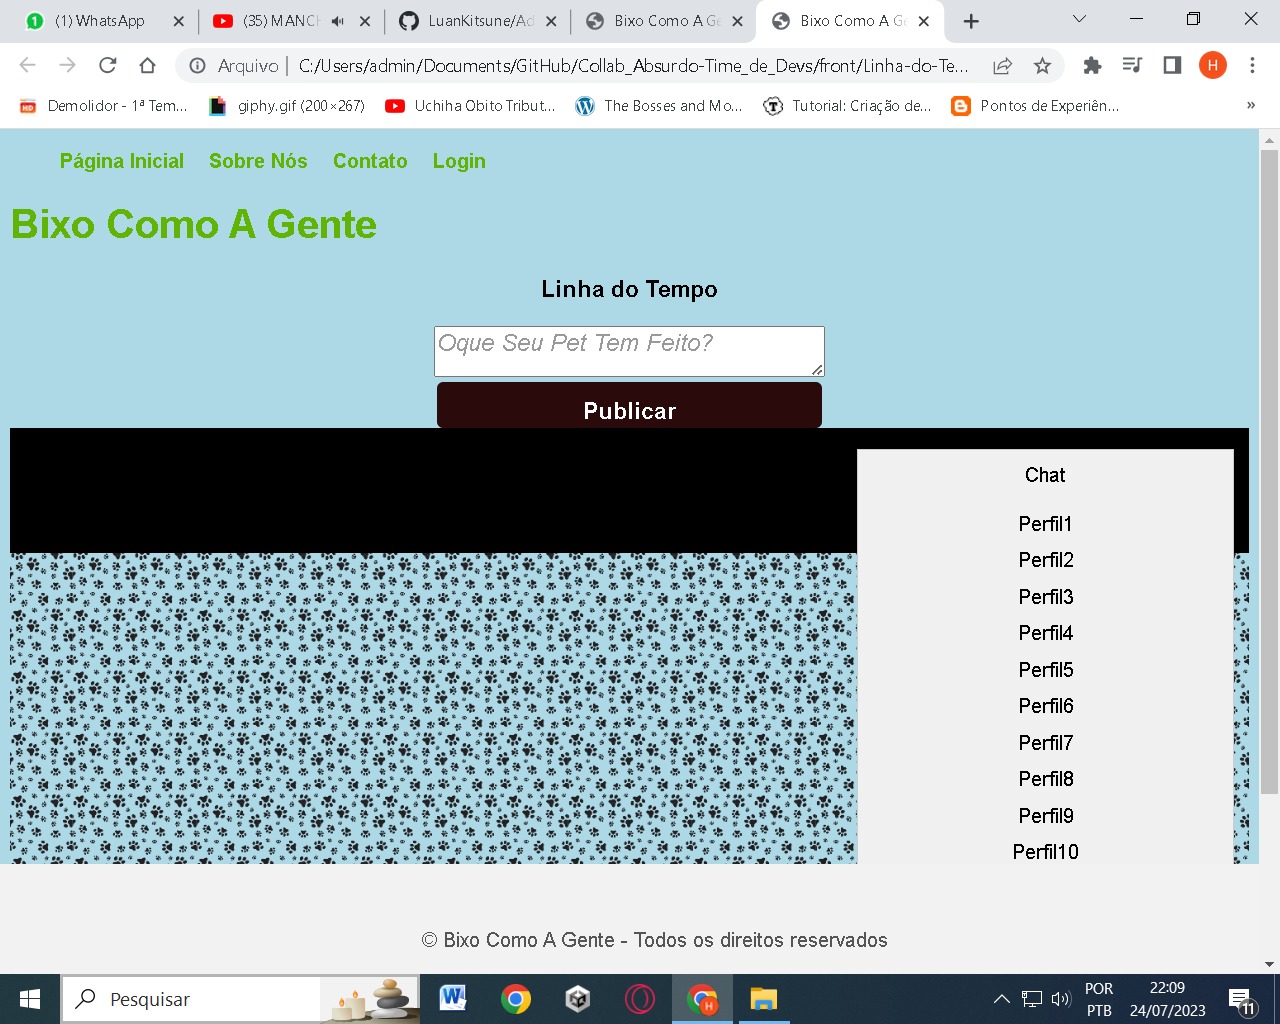 (1) WhatsApp
(35) MANCH
LuanKitsune/Ad
Bixo Como A Ge
Bixo Como A Ge
Arquivo | C:/Users/admin/Documents/GitHub/Collab_Absurdo-Time_de_Devs/front/Linha-do-Te...
H
Demolidor - 1ª Tem...
giphy.gif (200×267)
Uchiha Obito Tribut...
The Bosses and Mo...
Tutorial: Criação de...
Pontos de Experiên...
»
Página Inicial Sobre Nós Contato Login
Bixo Como A Gente
Linha do Tempo
Oque Seu Pet Tem Feito?
Publicar
Chat
Perfil1
Perfil2
Perfil3
Perfil4
Perfil5
Perfil6
Perfil7
Perfil8
Perfil9
Perfil10
© Bixo Como A Gente - Todos os direitos reservados
Pesquisar
POR
PTB
22:09
24/07/2023
11